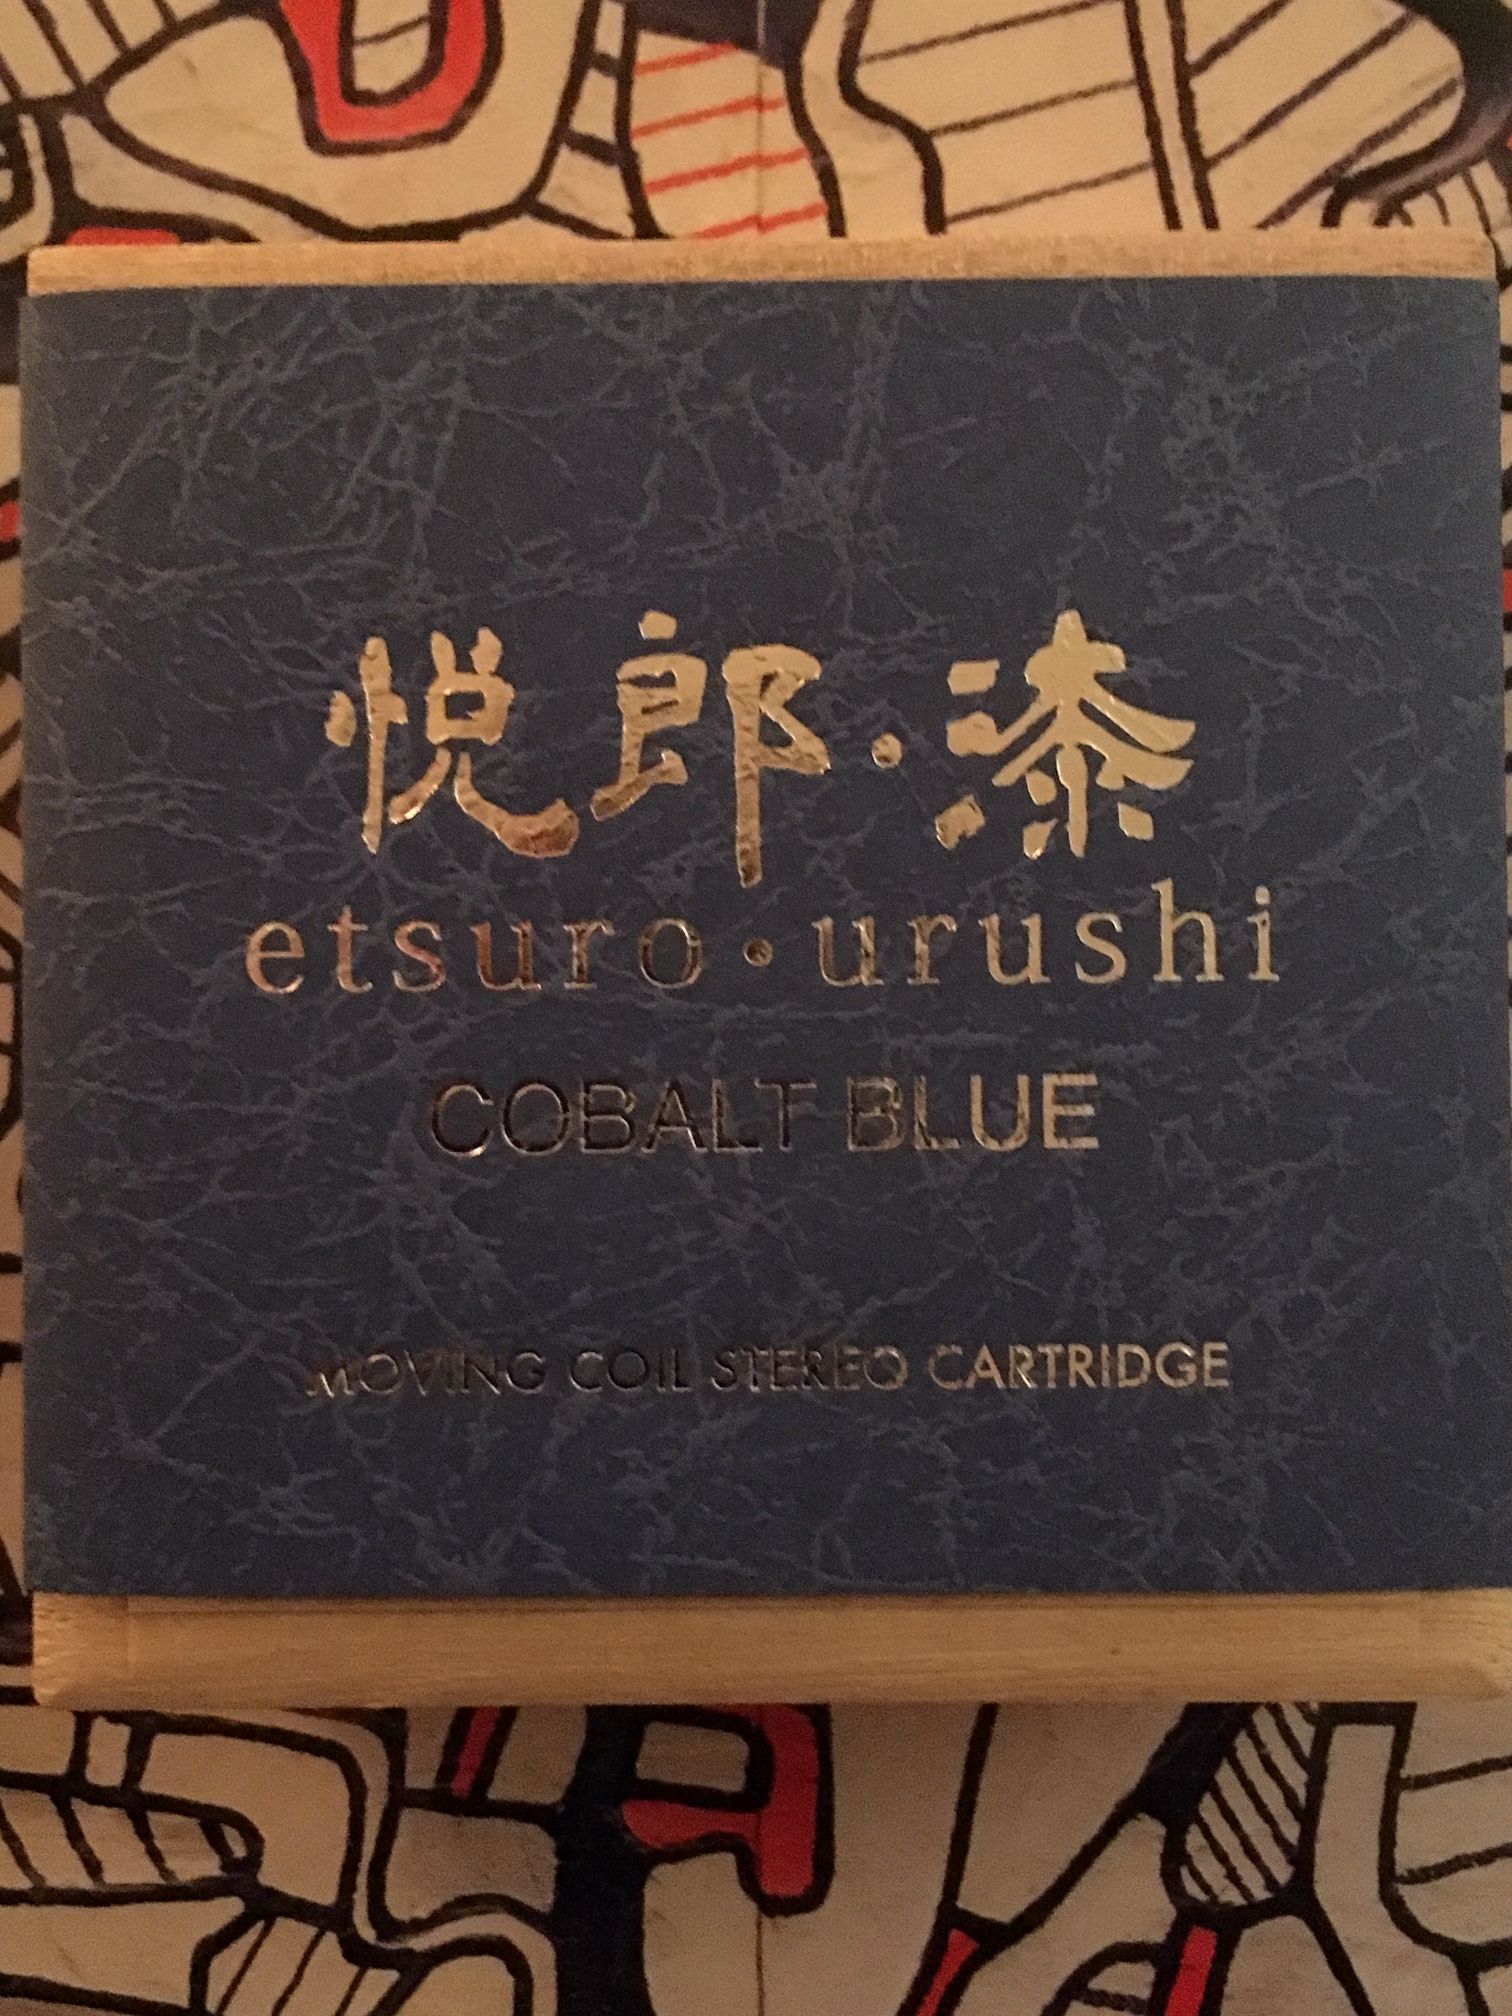 悦郎・漆
etsuro・urushi
COBALT BLUE
MOVING COIL STEREO CARTRIDGE